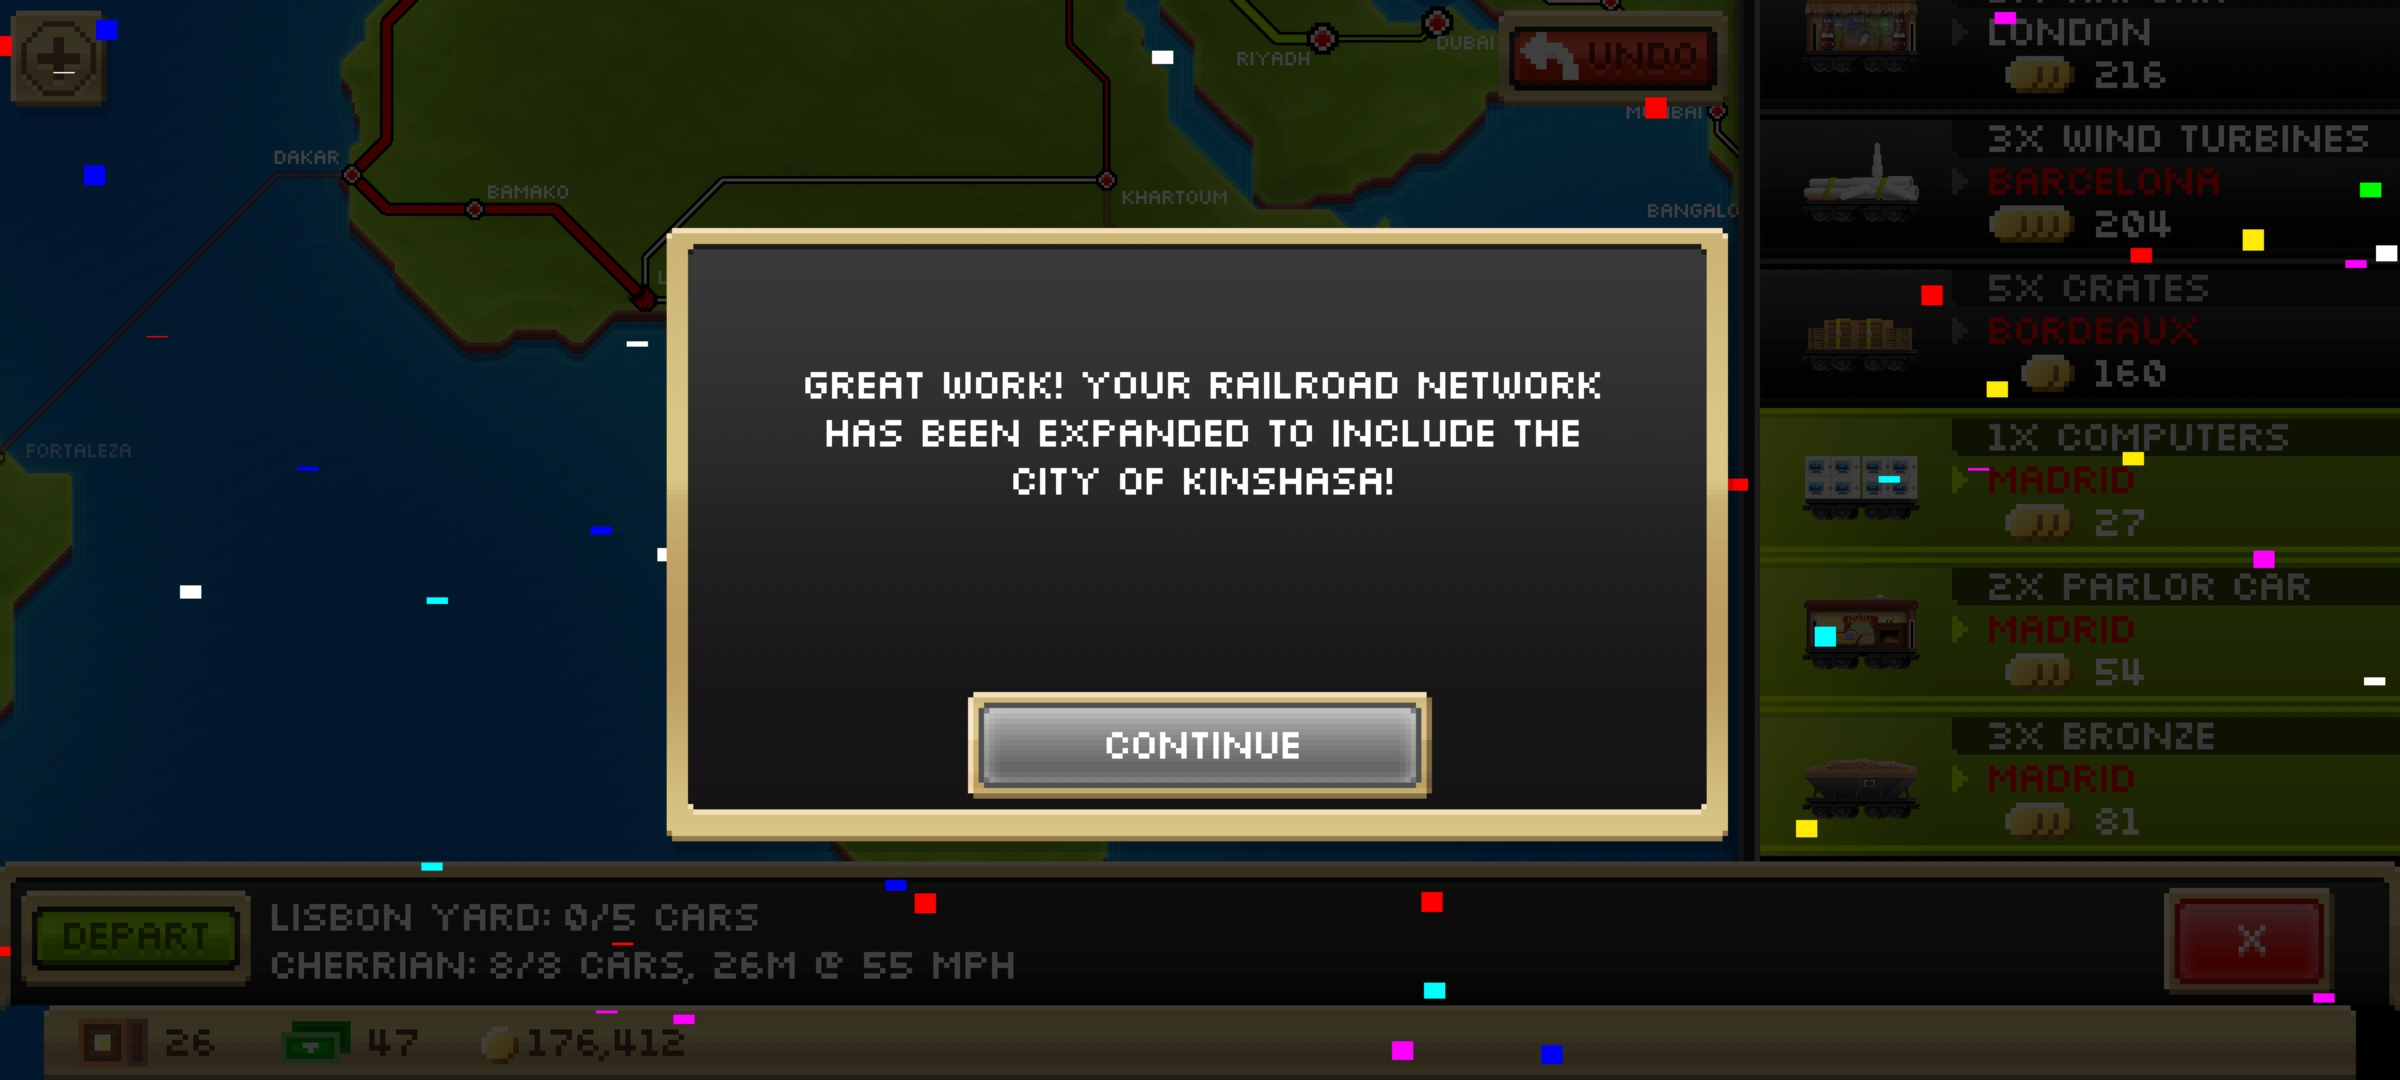 RIYADH
DUBAI
UNDO
DAKAR
BAMAKO
KHARTOUM
BANGALO
FORTALEZA
GREAT WORK! YOUR RAILROAD NETWORK
HAS BEEN EXPANDED TO INCLUDE THE
CITY OF KINSHASA!
CONTINUE
LONDON
216
3X WIND TURBINES
BARCELONA
204
5X CRATES
BORDEAUX
160
1X COMPUTERS
MADRID
27
2X PARLOR CAR
MADRID
54
3X BRONZE
MADRID
81
DEPART
LISBON YARD: 0/5 CARS
CHERRIAN: 8/8 CARS, 26M @ 55 MPH
X
26
47
176,412